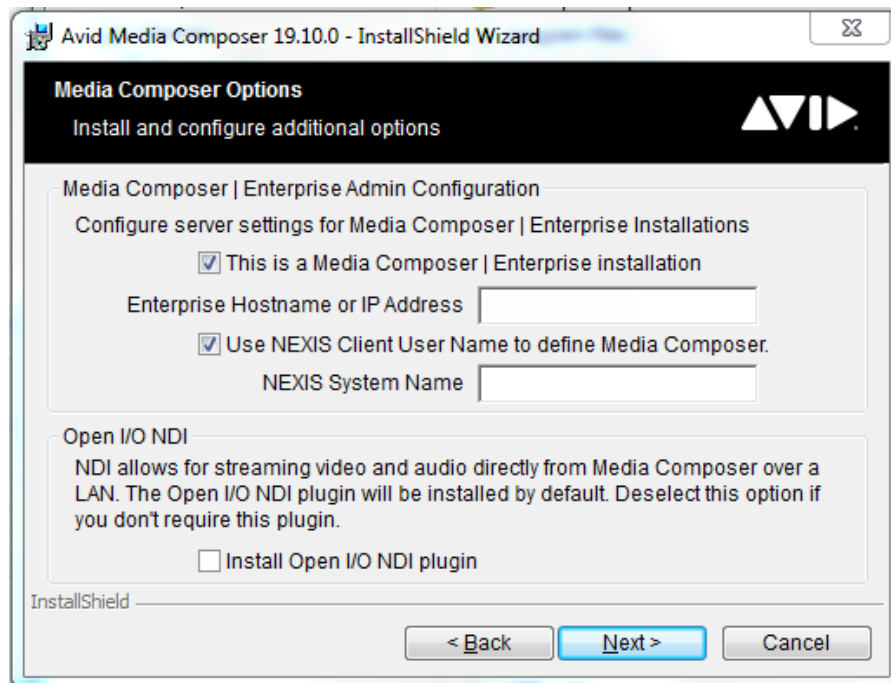 Avid Media Composer 19.10.0 - InstallShield Wizard
Media Composer Options
Install and configure additional options
AVID
Media Composer | Enterprise Admin Configuration
Configure server settings for Media Composer | Enterprise Installations
This is a Media Composer | Enterprise installation
Enterprise Hostname or IP Address
Use NEXIS Client User Name to define Media Composer.
NEXIS System Name
Open I/O NDI
NDI allows for streaming video and audio directly from Media Composer over a
LAN. The Open I/O NDI plugin will be installed by default. Deselect this option if
you don't require this plugin.
Install Open I/O NDI plugin
InstallShield
< Back
Next >
Cancel